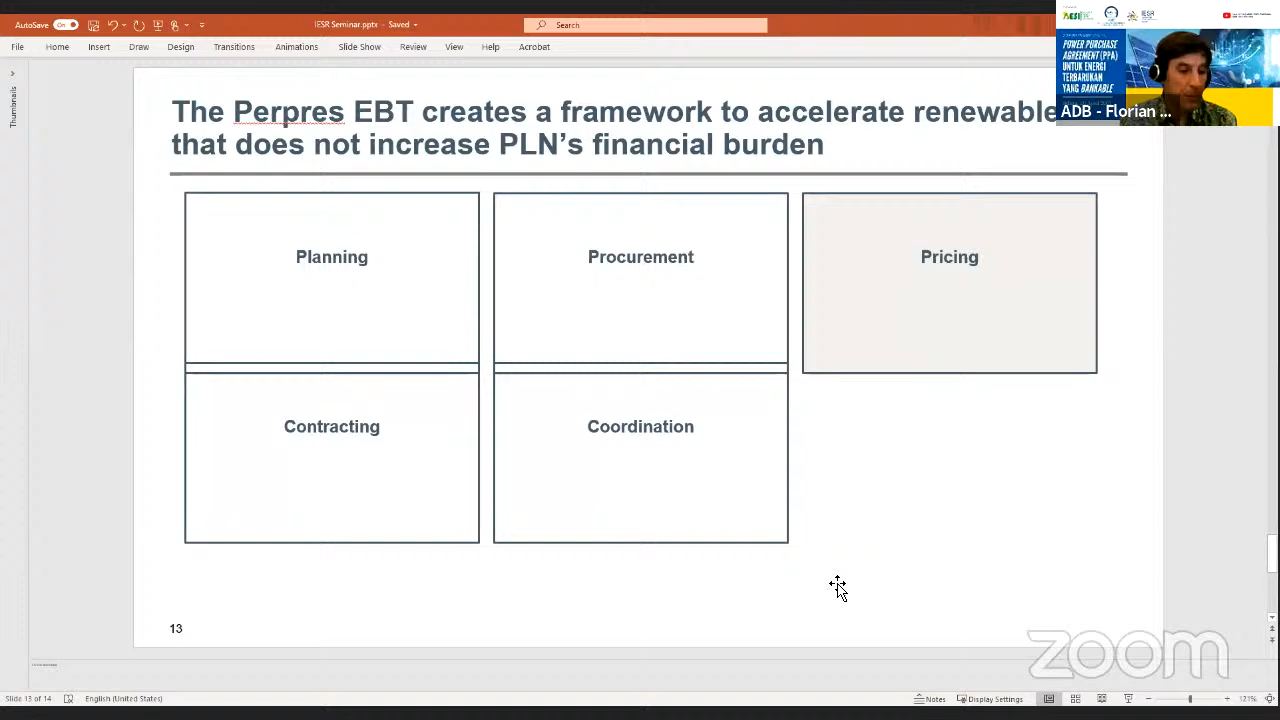 AutoSave On IESR Seminar.pptx - Saved Search
File Home Insert Draw Design Transitions Animations Slide Show Review View Help Acrobat
IESR
POWER PURCHASE
AGREEMENT (PPA)
UNTUK ENERGI
TERBARUKAN
YANG BANKABLE
ADB - Florian ...
Thumbnails
The Perpres EBT creates a framework to accelerate renewable
that does not increase PLN's financial burden
Planning Procurement Pricing
Contracting Coordination
13
zoom
Slide 13 of 14 English (United States) Notes Display Settings 121%